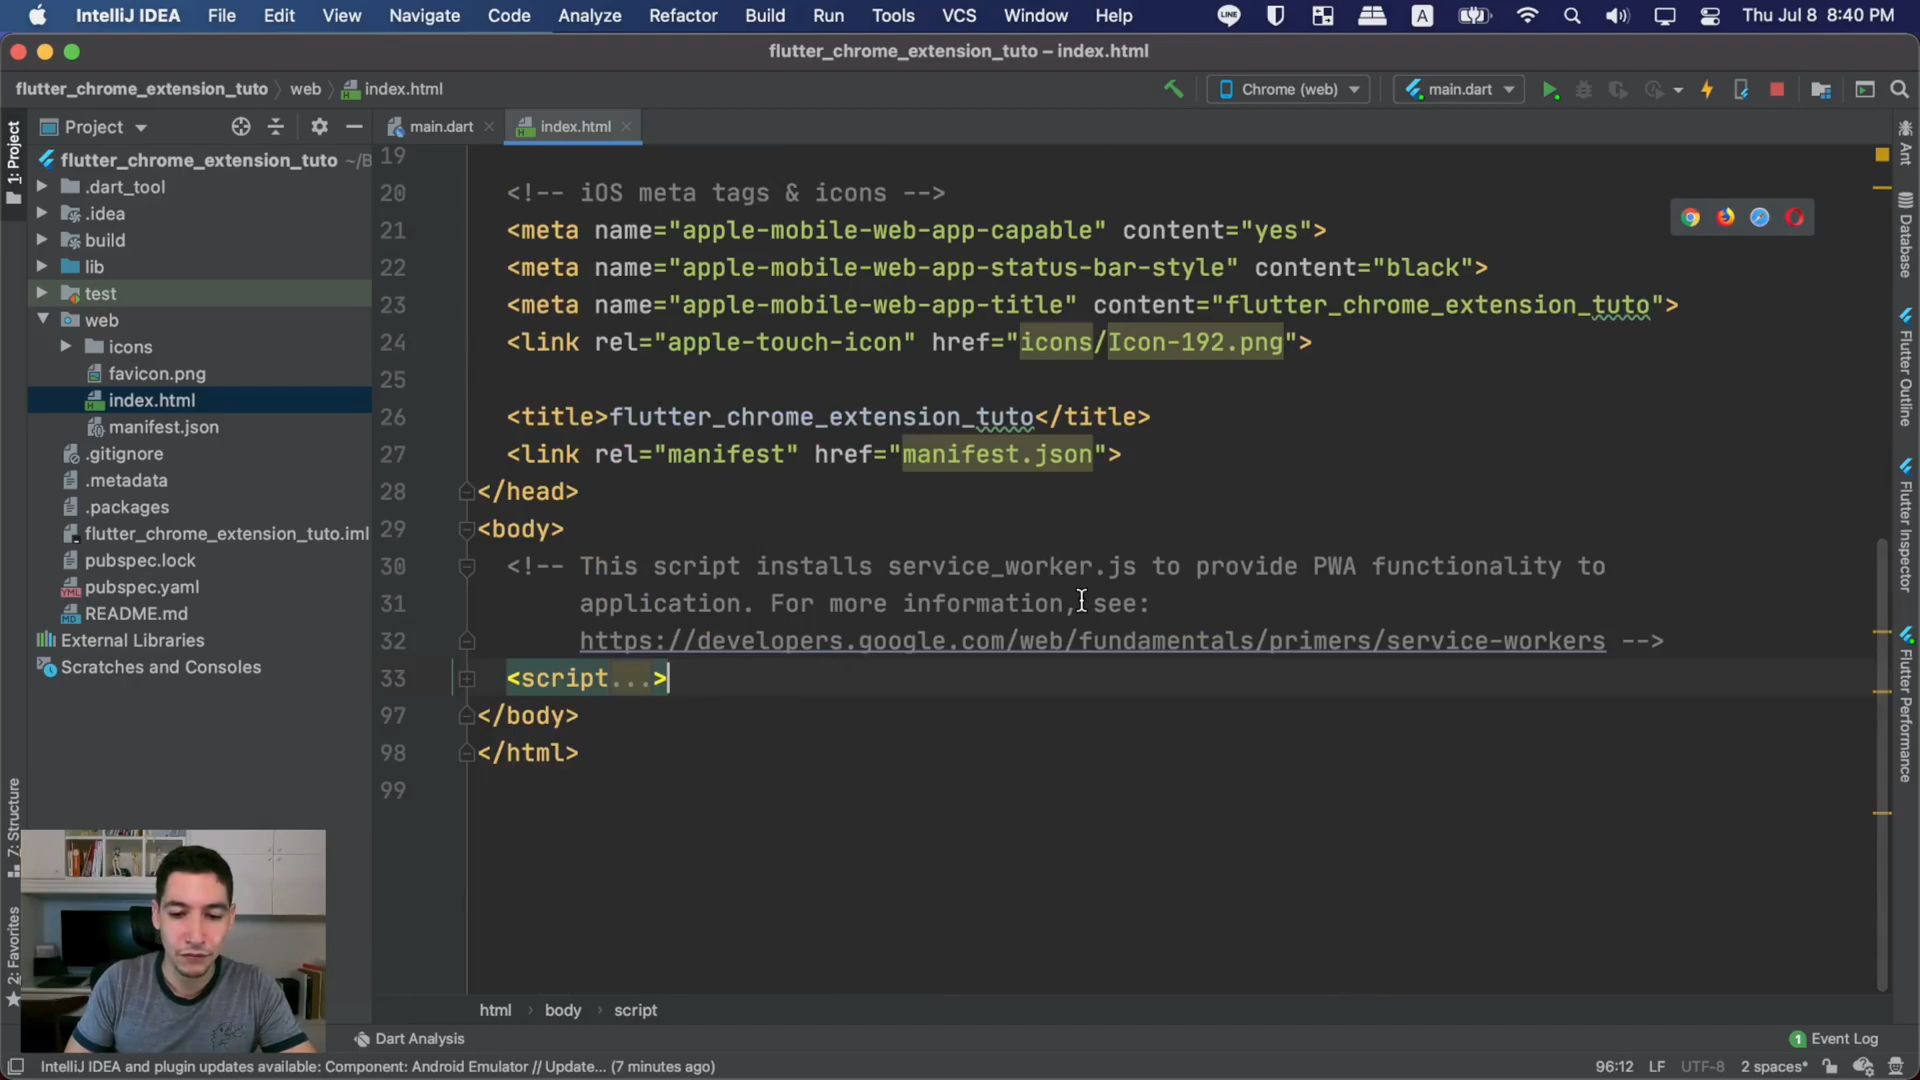 IntelliJ IDEA File Edit View Navigate Code Analyze Refactor Build Run Tools VCS Window Help LINE A Thu Jul 8 8:40 PM
flutter_chrome_extension_tuto – index.html
flutter_chrome_extension_tuto web index.html Chrome (web) main.dart
Project main.dart index.html
1: Project
flutter_chrome_extension_tuto ~/B
.dart_tool
.idea
build
lib
test
web
icons
favicon.png
index.html
manifest.json
.gitignore
.metadata
.packages
flutter_chrome_extension_tuto.iml
pubspec.lock
pubspec.yaml
README.md
External Libraries
Scratches and Consoles
7: Structure
2: Favorites
19
20 <!-- iOS meta tags & icons -->
21 <meta name="apple-mobile-web-app-capable" content="yes">
22 <meta name="apple-mobile-web-app-status-bar-style" content="black">
23 <meta name="apple-mobile-web-app-title" content="flutter_chrome_extension_tuto">
24 <link rel="apple-touch-icon" href="icons/Icon-192.png">
25
26 <title>flutter_chrome_extension_tuto</title>
27 <link rel="manifest" href="manifest.json">
28 </head>
29 <body>
30 <!-- This script installs service_worker.js to provide PWA functionality to
31 application. For more information, see:
32 https://developers.google.com/web/fundamentals/primers/service-workers -->
33 <script...>
97 </body>
98 </html>
99
Ant
Database
Flutter Outline
Flutter Inspector
Flutter Performance
html body script
Dart Analysis 1 Event Log
IntelliJ IDEA and plugin updates available: Component: Android Emulator // Update... (7 minutes ago) 96:12 LF UTF-8 2 spaces*